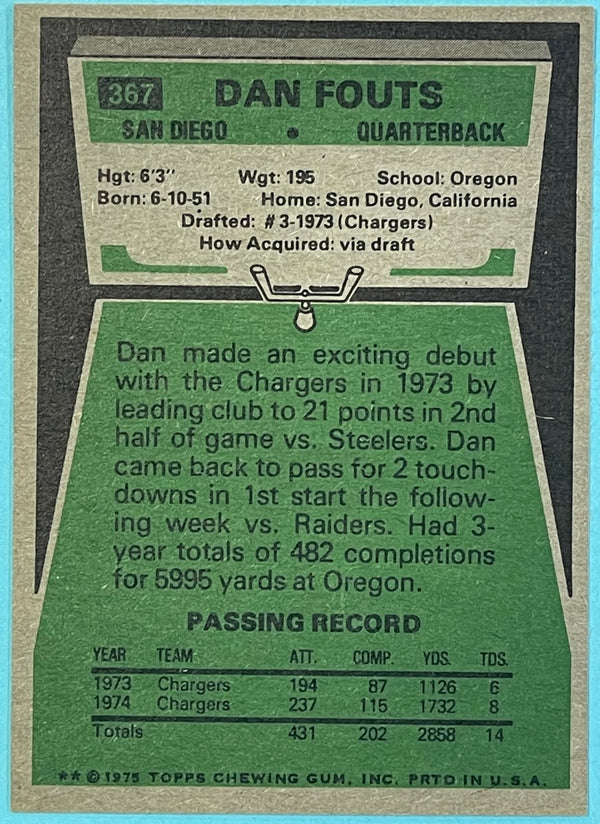 367 DAN FOUTS
SAN DIEGO • QUARTERBACK
Hgt: 6'3" Wgt: 195 School: Oregon
Born: 6-10-51 Home: San Diego, California
Drafted: #3-1973 (Chargers)
How Acquired: via draft
Dan made an exciting debut
with the Chargers in 1973 by
leading club to 21 points in 2nd
half of game vs. Steelers. Dan
came back to pass for 2 touch-
downs in 1st start the follow-
ing week vs. Raiders. Had 3-
year totals of 482 completions
for 5995 yards at Oregon.
PASSING RECORD
YEAR TEAM ATT. COMP. YDS. TDS.
1973 Chargers 194 87 1126 6
1974 Chargers 237 115 1732 8
Totals 431 202 2858 14
** © 1975 TOPPS CHEWING GUM, INC. PRTD IN U.S.A.